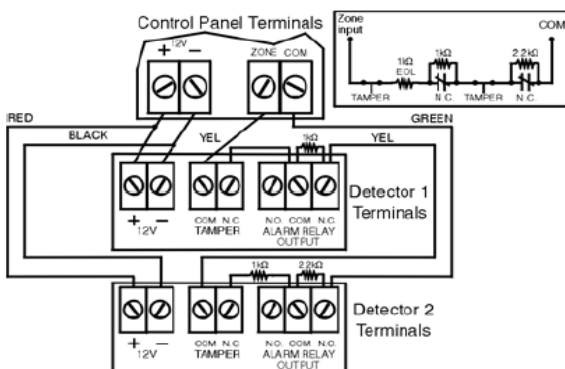 Control Panel Terminals
+ 12V −
ZONE COM
Zone input
COM
1kΩ EOL
1kΩ
2.2kΩ
TAMPER N.C. TAMPER N.C.
RED
BLACK
YEL
GREEN
1kΩ
YEL
Detector 1 Terminals
+ −
12V
COM N.C.
TAMPER
N.O. COM N.C.
ALARM RELAY
OUTPUT
1kΩ
2.2kΩ
Detector 2 Terminals
+ −
12V
COM N.C.
TAMPER
N.O. COM N.C.
ALARM RELAY
OUTPUT